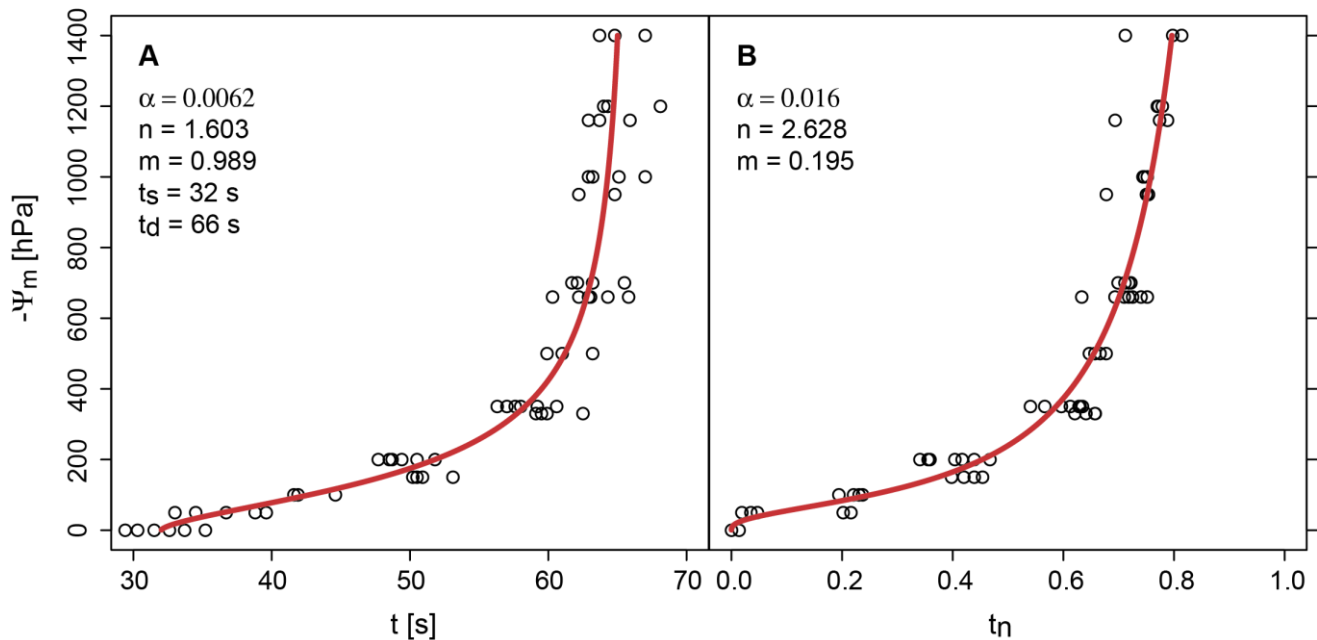 A
α = 0.0062
n = 1.603
m = 0.989
ts = 32 s
td = 66 s
B
α = 0.016
n = 2.628
m = 0.195
-Ψm [hPa]
1400
1200
1000
800
600
400
200
0
30 40 50 60 70
t [s]
0.0 0.2 0.4 0.6 0.8 1.0
tn